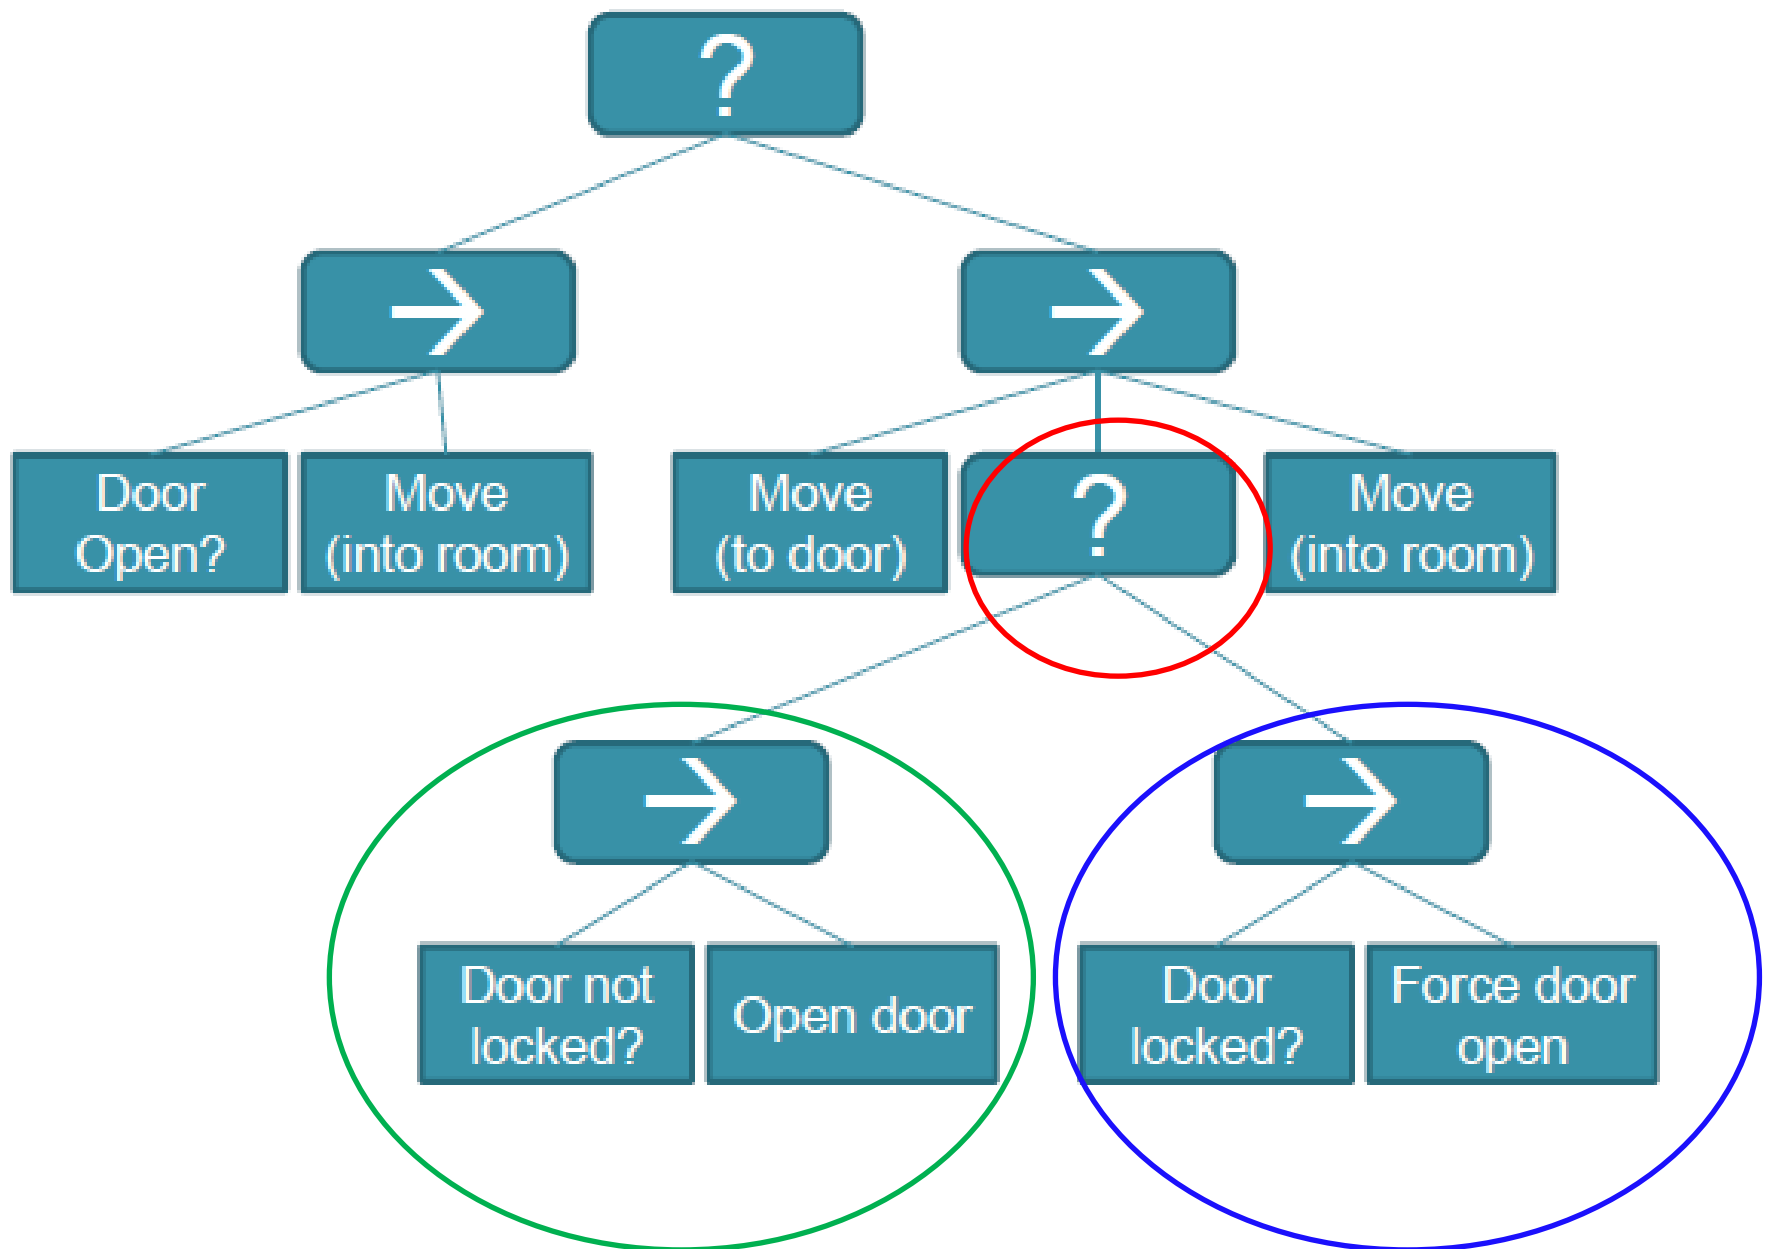 ?
→
→
Door
Open?
Move
(into room)
Move
(to door)
?
Move
(into room)
→
→
Door not
locked?
Open door
Door
locked?
Force door
open